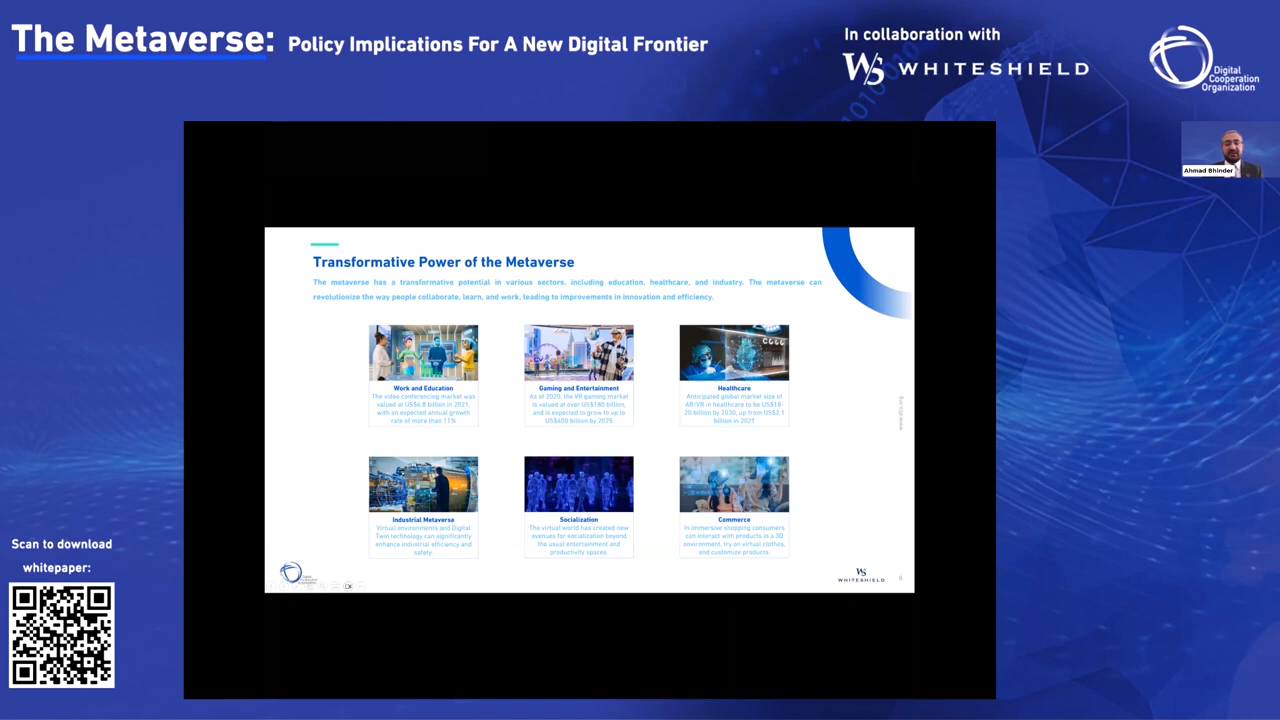 The Metaverse: Policy Implications For A New Digital Frontier
In collaboration with
WS WHITESHIELD
Digital
Cooperation
Organization
Ahmad Bhinder
Transformative Power of the Metaverse
The metaverse has a transformative potential in various sectors, including education, healthcare, and industry. The metaverse can
revolutionize the way people collaborate, learn, and work, leading to improvements in innovation and efficiency.
Work and Education
The video conferencing market was
valued at US$6.8 billion in 2021,
with an expected annual growth
rate of more than 11%
Gaming and Entertainment
As of 2020, the VR gaming market
is valued at over US$180 billion,
and is expected to grow to up to
US$400 billion by 2025
Healthcare
Anticipated global market size of
AR/VR in healthcare to be US$18-
20 billion by 2030, up from US$2.1
billion in 2021
www.dco.org
Industrial Metaverse
Virtual environments and Digital
Twin technology can significantly
enhance industrial efficiency and
safety.
Socialization
The virtual world has created new
avenues for socialization beyond
the usual entertainment and
productivity spaces.
Commerce
In immersive shopping consumers
can interact with products in a 3D
environment, try on virtual clothes,
and customize products.
WS
WHITESHIELD
8
Scan to download
whitepaper: